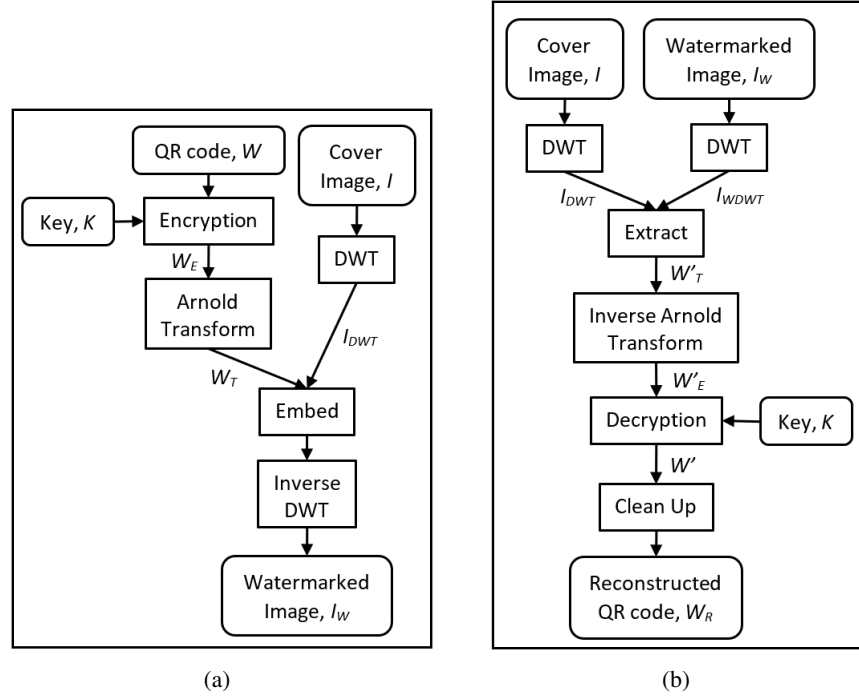 QR code, W
Cover
Image, I
Key, K
Encryption
W_E
DWT
Arnold
Transform
I_DWT
W_T
Embed
Inverse
DWT
Watermarked
Image, I_W
(a)
Cover
Image, I
Watermarked
Image, I_W
DWT
DWT
I_DWT
I_WDWT
Extract
W'_T
Inverse Arnold
Transform
W'_E
Decryption
Key, K
W'
Clean Up
Reconstructed
QR code, W_R
(b)